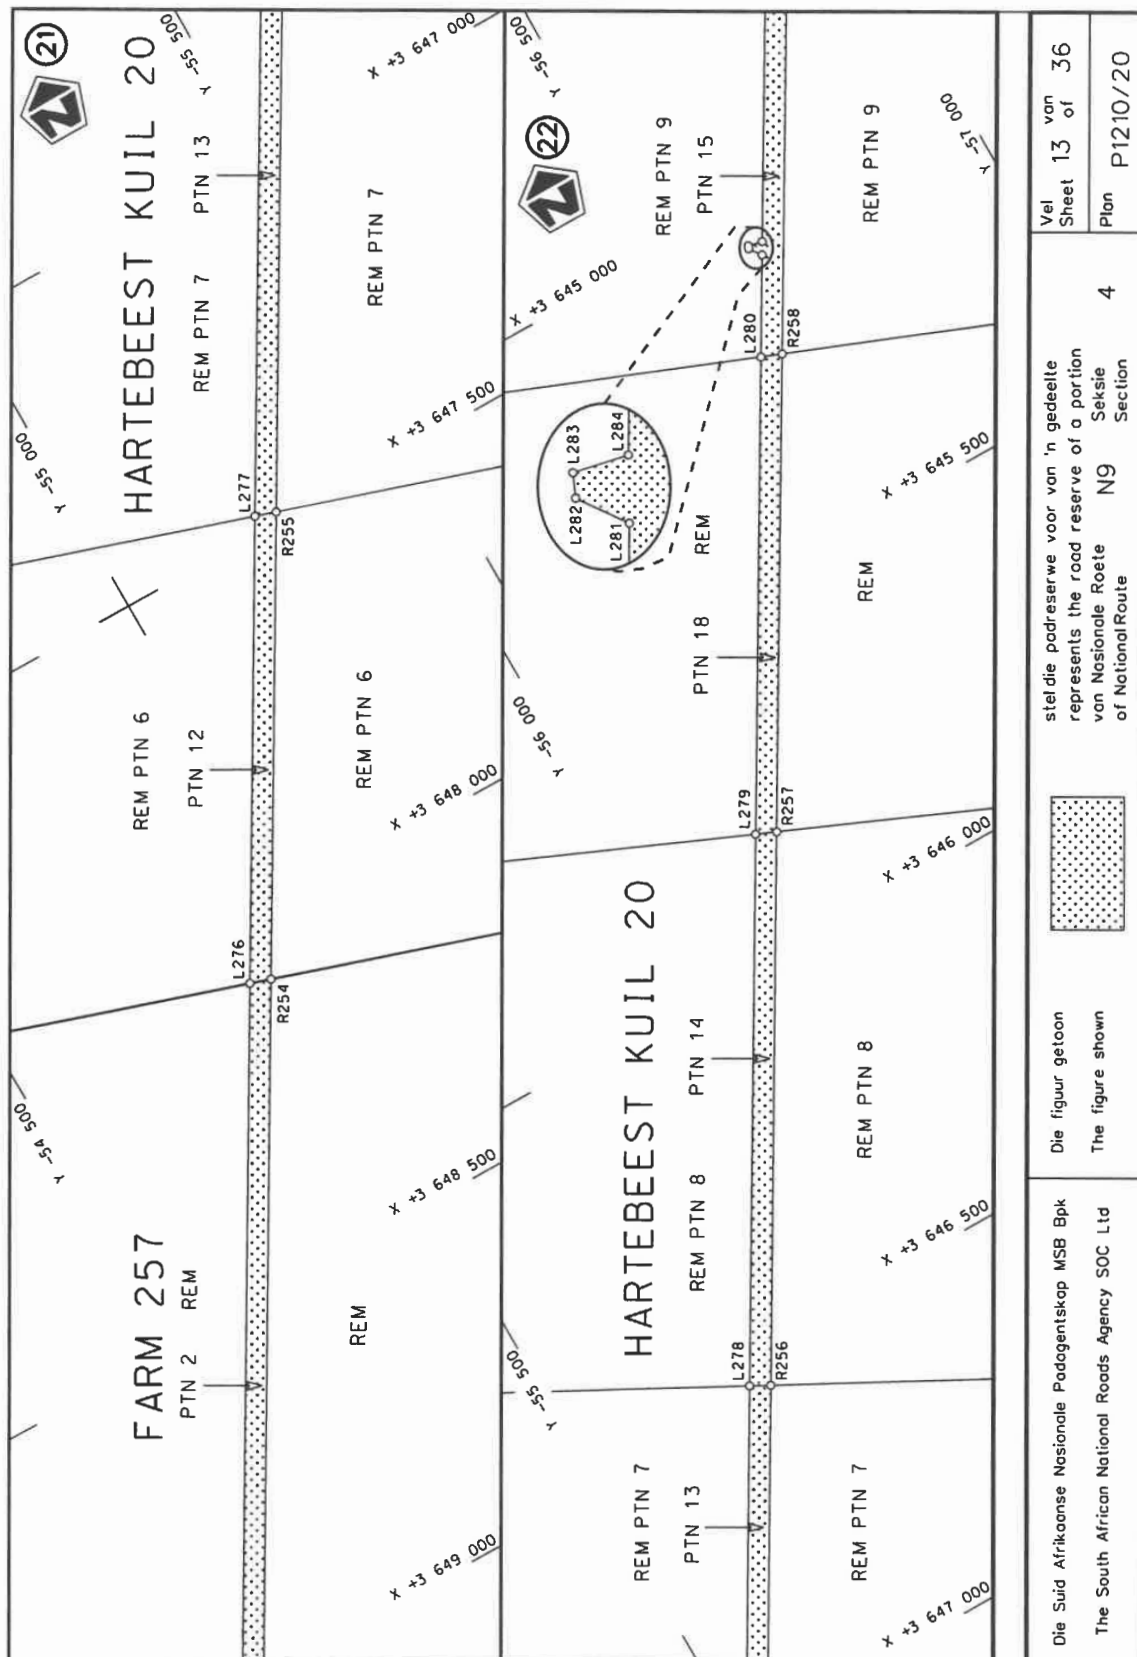 21
Y -54 500
Y -55 000
Y -55 500
FARM 257
PTN 2 REM
REM
L276
R254
X +3 649 000
X +3 648 500
REM PTN 6
PTN 12
REM PTN 6
X +3 648 000
HARTEBEEST KUIL 20
L277
R255
REM PTN 7 PTN 13
REM PTN 7
X +3 647 500
X +3 647 000
22
Y -55 500
Y -56 000
Y -56 500
Y -57 000
REM PTN 7
PTN 13
REM PTN 7
X +3 647 000
L278
R256
HARTEBEEST KUIL 20
REM PTN 8 PTN 14
REM PTN 8
X +3 646 500
L279
R257
X +3 646 000
PTN 18
REM
REM
L281
L282
L283
L284
X +3 645 500
X +3 645 000
L280
R258
REM PTN 9
PTN 15
REM PTN 9
Die Suid Afrikaanse Nasionale Padagentskap MSB Bpk
The South African National Roads Agency SOC Ltd
Die figuur getoon
The figure shown
stel die padreserwe voor van 'n gedeelte
represents the road reserve of a portion
van Nasionale Roete N9 Seksie 4
of National Route Section
Vel 13 van 36
Sheet of
Plan P1210/20